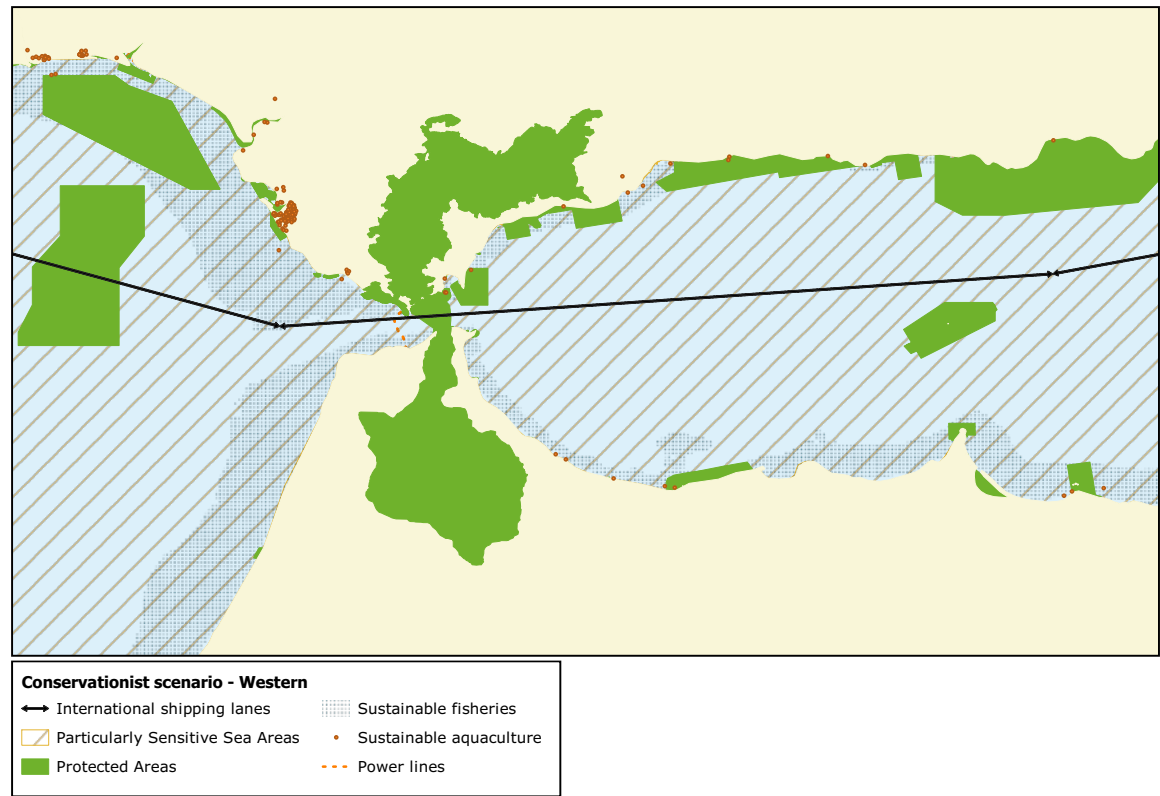 Conservationist scenario - Western
International shipping lanes
Particularly Sensitive Sea Areas
Protected Areas
Sustainable fisheries
Sustainable aquaculture
Power lines